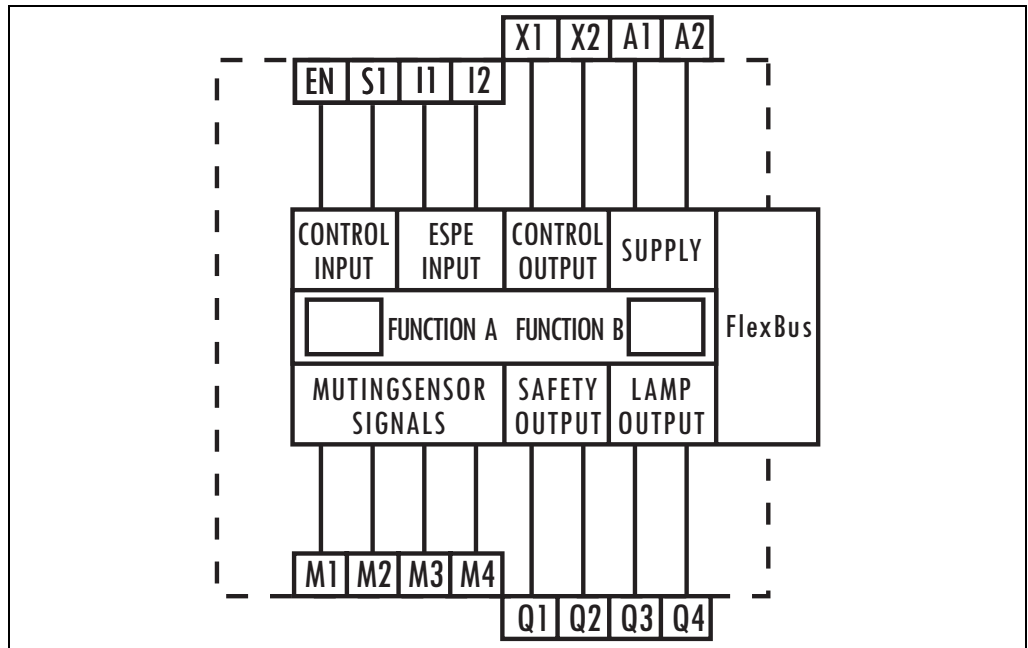 X1 X2 A1 A2
EN S1 I1 I2
CONTROL INPUT
ESPE INPUT
CONTROL OUTPUT
SUPPLY
FlexBus
FUNCTION A FUNCTION B
MUTINGSENSOR SIGNALS
SAFETY OUTPUT
LAMP OUTPUT
M1 M2 M3 M4
Q1 Q2 Q3 Q4